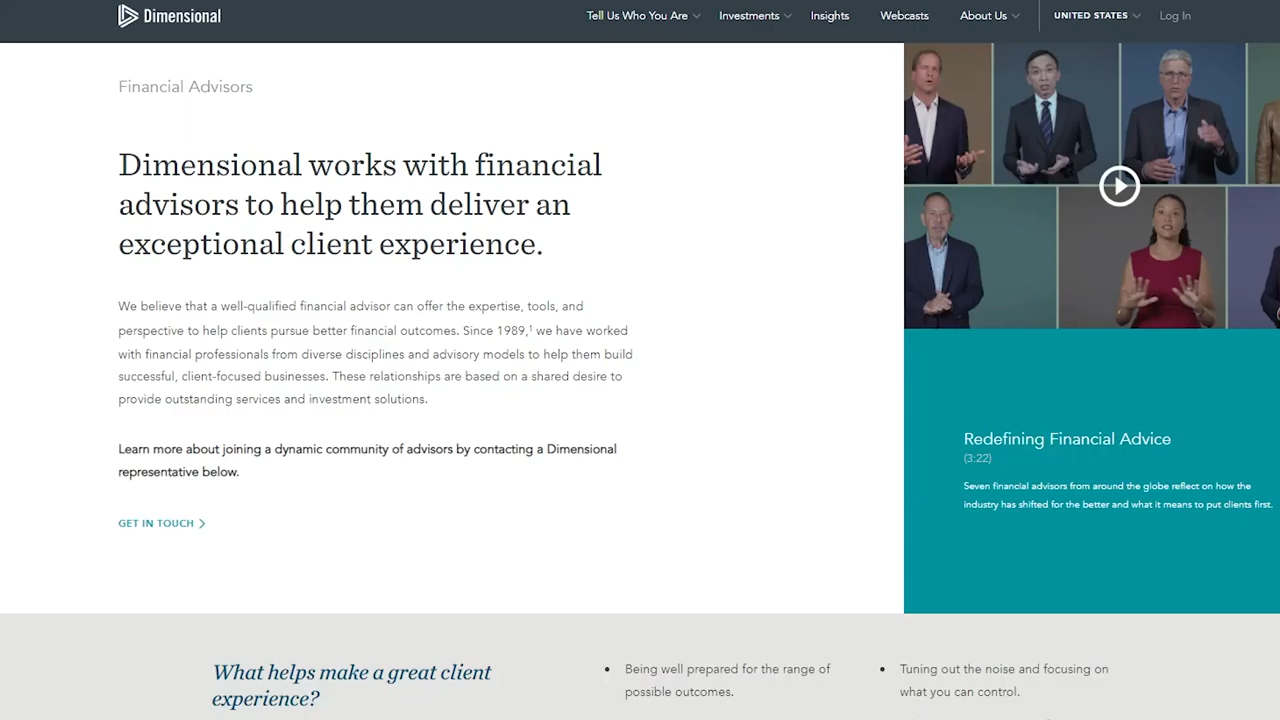 Dimensional
Tell Us Who You Are
Investments
Insights
Webcasts
About Us
UNITED STATES
Log In
Financial Advisors
Dimensional works with financial
advisors to help them deliver an
exceptional client experience.
We believe that a well-qualified financial advisor can offer the expertise, tools, and
perspective to help clients pursue better financial outcomes. Since 1989,¹ we have worked
with financial professionals from diverse disciplines and advisory models to help them build
successful, client-focused businesses. These relationships are based on a shared desire to
provide outstanding services and investment solutions.
Learn more about joining a dynamic community of advisors by contacting a Dimensional
representative below.
GET IN TOUCH
Redefining Financial Advice
(3:22)
Seven financial advisors from around the globe reflect on how the
industry has shifted for the better and what it means to put clients first.
What helps make a great client
experience?
• Being well prepared for the range of
possible outcomes.
• Tuning out the noise and focusing on
what you can control.